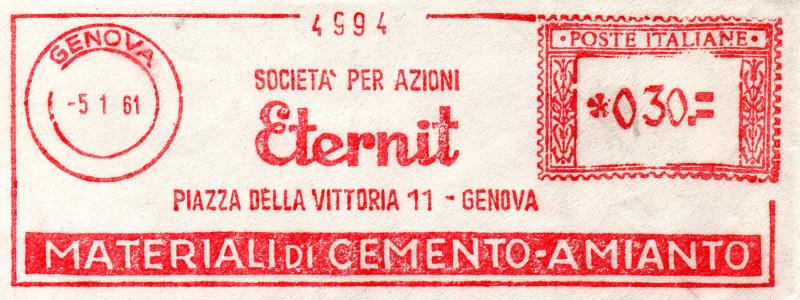 4994
GENOVA
-5 1 61
SOCIETA' PER AZIONI
Eternit
PIAZZA DELLA VITTORIA 11 - GENOVA
MATERIALI DI CEMENTO-AMIANTO
• POSTE ITALIANE •
*030.=